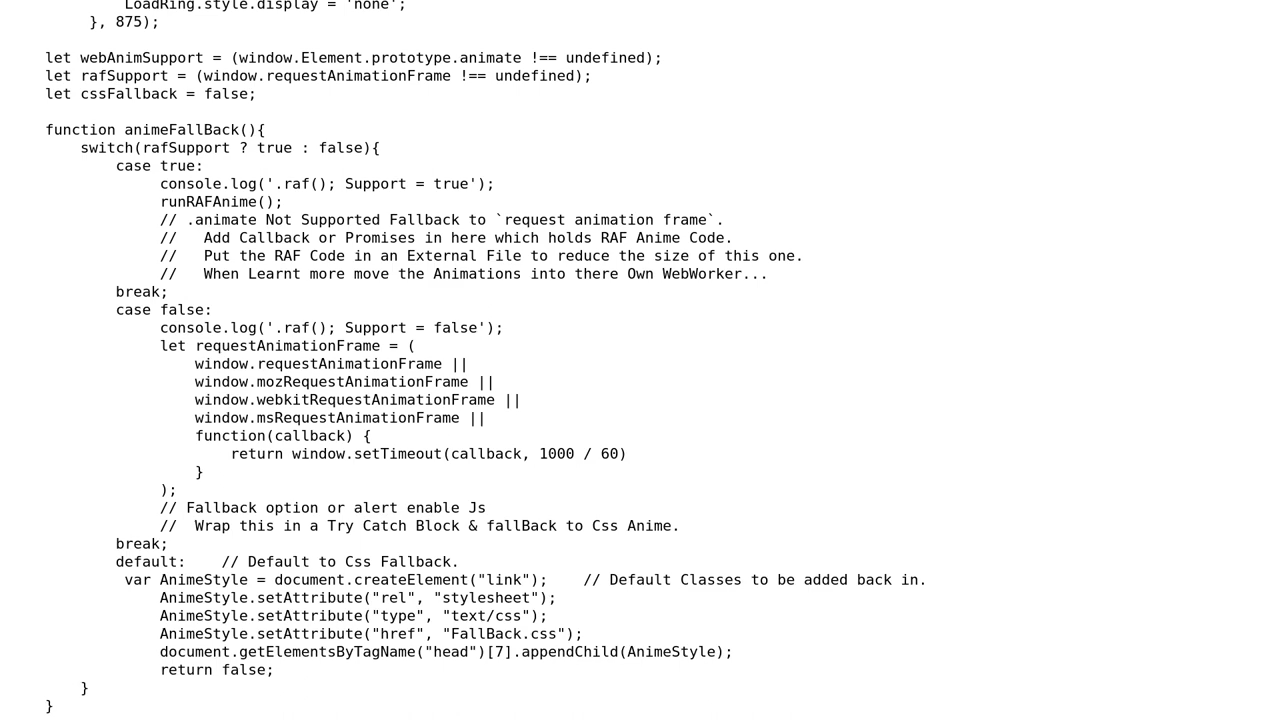 LoadRing.style.display = 'none';
}, 875);
let webAnimSupport = (window.Element.prototype.animate !== undefined);
let rafSupport = (window.requestAnimationFrame !== undefined);
let cssFallback = false;
function animeFallBack(){
switch(rafSupport ? true : false){
case true:
console.log('.raf(); Support = true');
runRAFAnime();
// .animate Not Supported Fallback to `request animation frame`.
//   Add Callback or Promises in here which holds RAF Anime Code.
//   Put the RAF Code in an External File to reduce the size of this one.
//   When Learnt more move the Animations into there Own WebWorker...
break;
case false:
console.log('.raf(); Support = false');
let requestAnimationFrame = (
window.requestAnimationFrame ||
window.mozRequestAnimationFrame ||
window.webkitRequestAnimationFrame ||
window.msRequestAnimationFrame ||
function(callback) {
return window.setTimeout(callback, 1000 / 60)
}
);
// Fallback option or alert enable Js
//  Wrap this in a Try Catch Block & fallBack to Css Anime.
break;
default:    // Default to Css Fallback.
var AnimeStyle = document.createElement("link");    // Default Classes to be added back in.
AnimeStyle.setAttribute("rel", "stylesheet");
AnimeStyle.setAttribute("type", "text/css");
AnimeStyle.setAttribute("href", "FallBack.css");
document.getElementsByTagName("head")[7].appendChild(AnimeStyle);
return false;
}
}